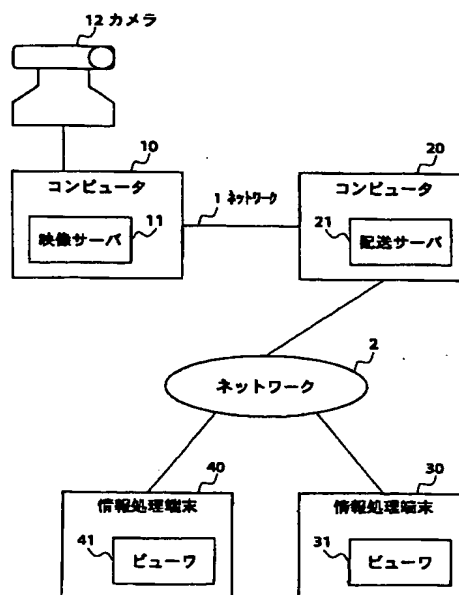 12 カメラ
10
コンピュータ
11
映像サーバ
1 ネットワーク
20
コンピュータ
21
配送サーバ
2
ネットワーク
40
情報処理端末
41
ビューワ
30
情報処理端末
31
ビューワ